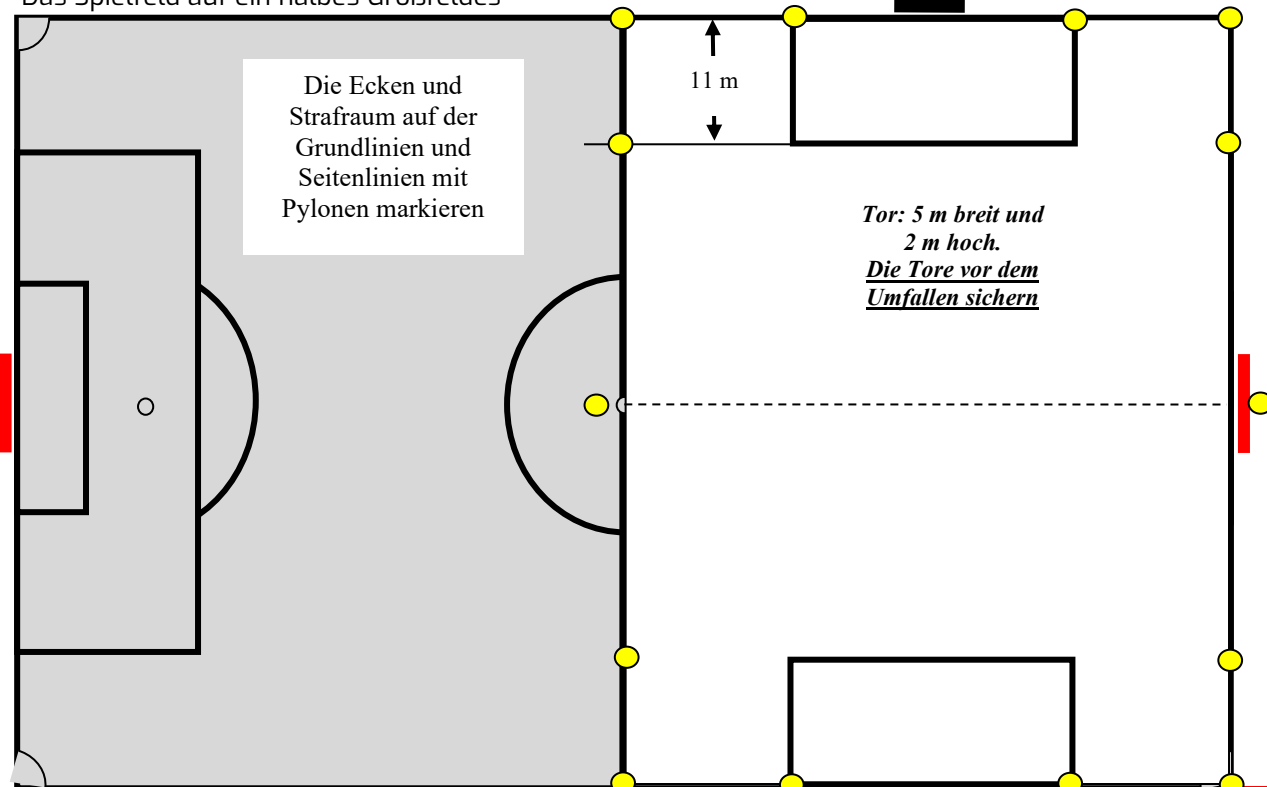 Das Spielfeld auf ein halbes Großfeldes
Die Ecken und
Strafraum auf der
Grundlinien und
Seitenlinien mit
Pylonen markieren
11 m
Tor: 5 m breit und
2 m hoch.
Die Tore vor dem
Umfallen sichern